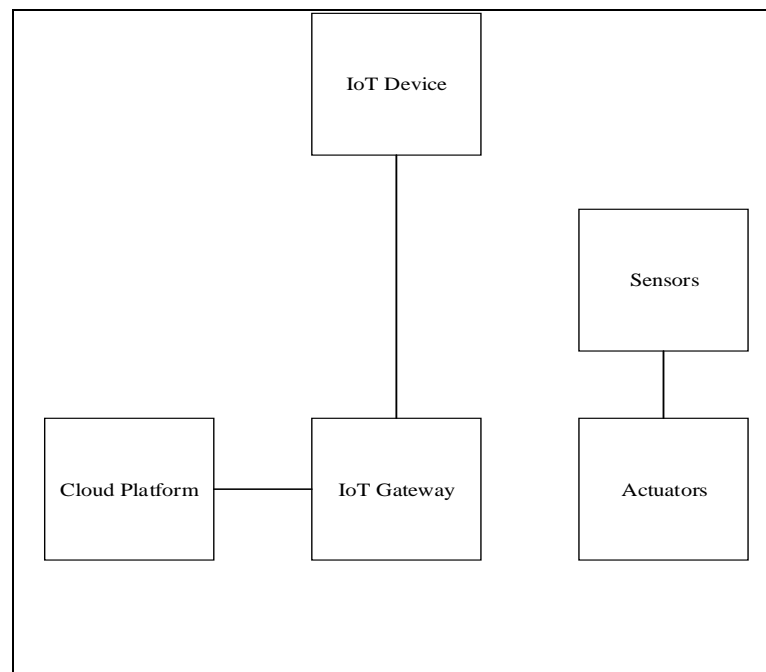 IoT Device
Sensors
Cloud Platform
IoT Gateway
Actuators